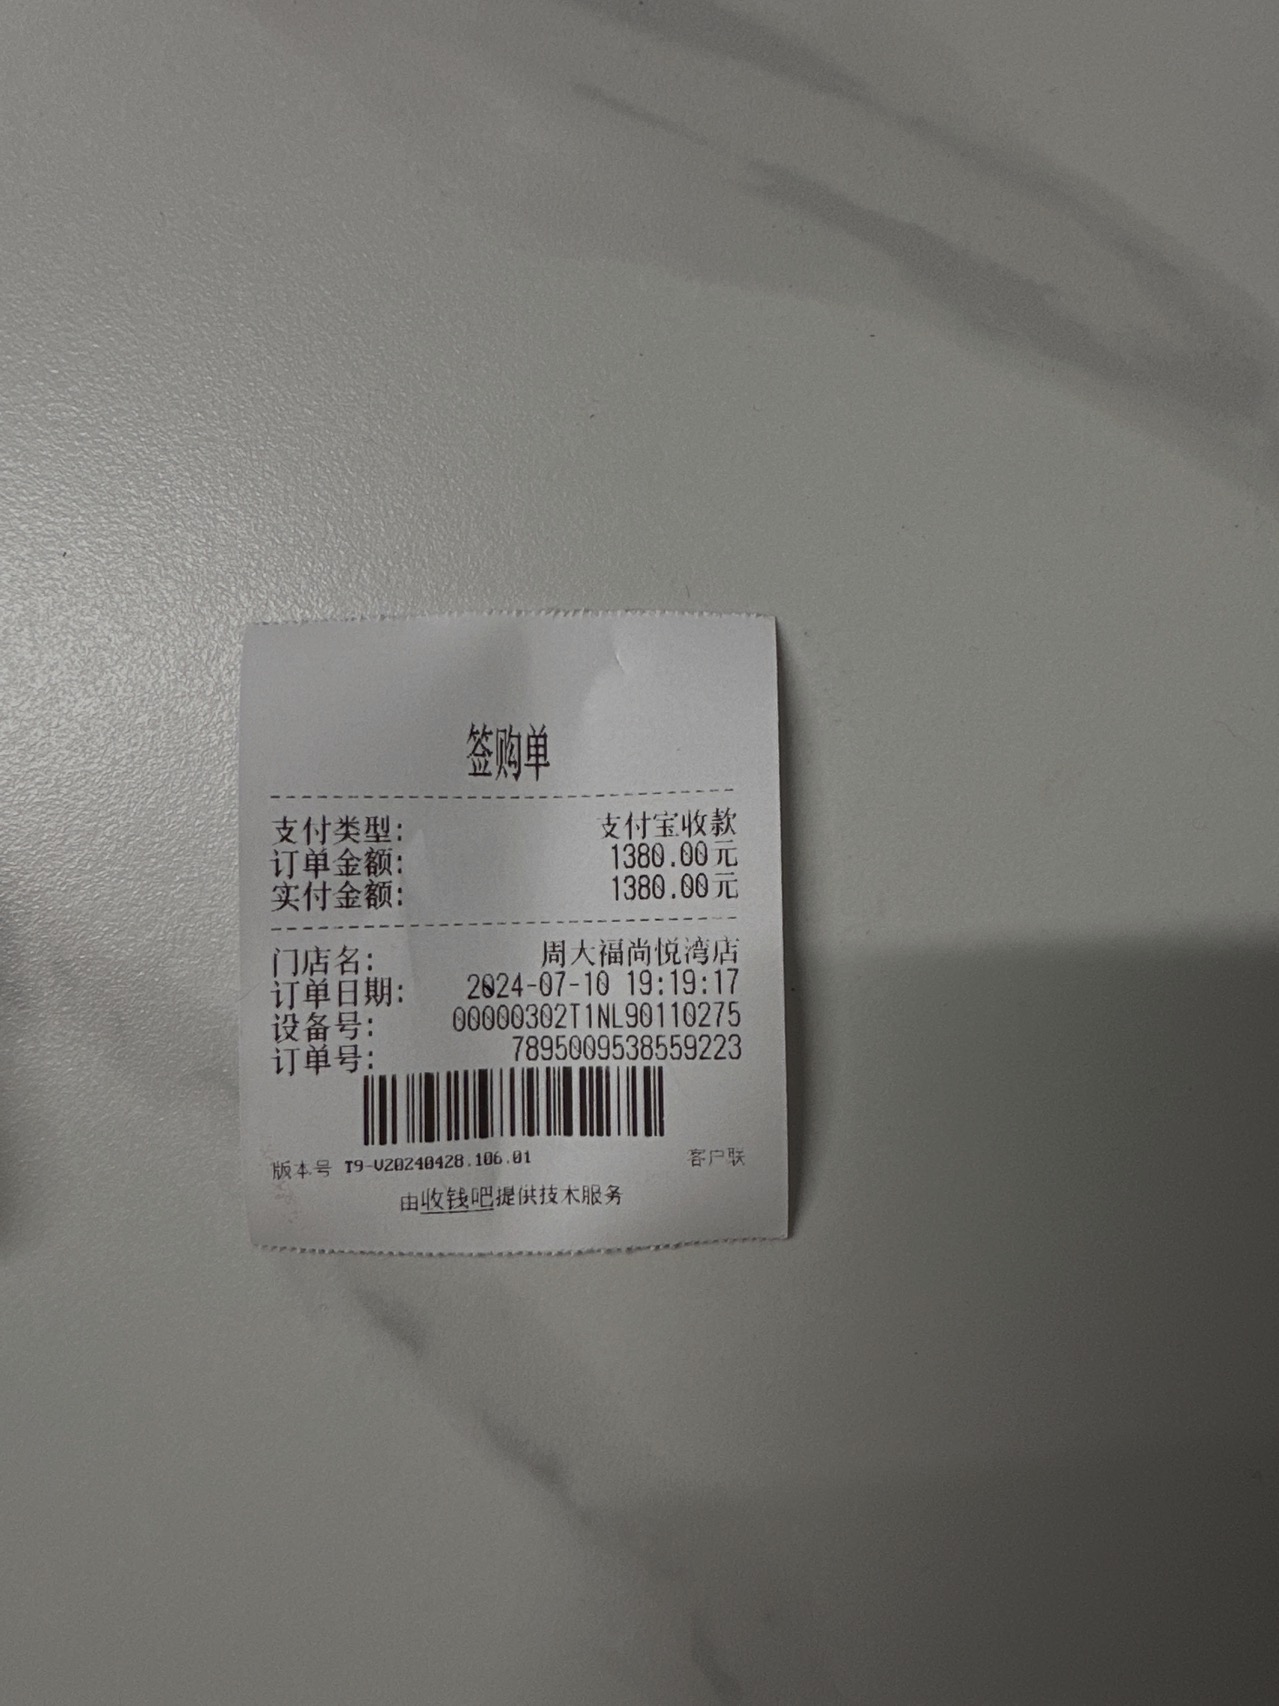 签购单
支付类型: 支付宝收款
订单金额: 1380.00元
实付金额: 1380.00元
门店名: 周大福尚悦湾店
订单日期: 2024-07-10 19:19:17
设备号: 00000302T1NL90110275
订单号: 7895009538559223
版本号 T9-V20240428.106.01 客户联
由收钱吧提供技术服务